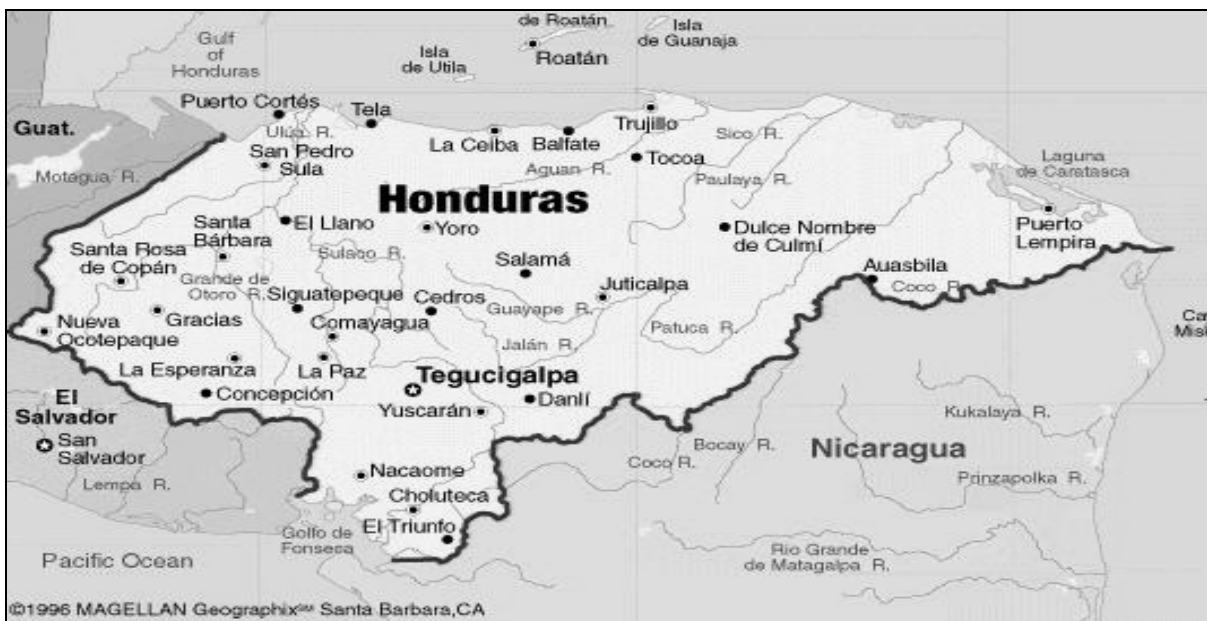 de Roatán
Isla
de Guanaja
Gulf
of
Honduras
Isla
de Utila
Roatán
Puerto Cortés
Tela
Trujillo
Guat.
Ulúa R.
La Ceiba
Balfate
Sico R.
San Pedro
Sula
Aguan R.
Tocoa
Laguna
de Caratasca
Motagua R.
Paulaya R.
Honduras
Santa
Bárbara
El Llano
Yoro
Dulce Nombre
de Culmí
Puerto
Lempira
Santa Rosa
de Copán
Sulaco R.
Salamá
Auasbila
Grande de
Otoro R.
Coco R.
Siguatepeque
Cedros
Guayape R.
Juticalpa
Nueva
Ocotepaque
Gracias
Comayagua
Patuca R.
Ca
Misk
Jalán R.
La Esperanza
La Paz
Tegucigalpa
El
Salvador
Concepción
Yuscarán
Danlí
Kukalaya R.
San
Salvador
Bocay R.
Nicaragua
Coco R.
Nacaome
Lempa R.
Prinzapolka R.
Choluteca
Golfo de
Fonseca
El Triunfo
Pacific Ocean
Rio Grande
de Matagalpa R.
©1996 MAGELLAN Geographix℠ Santa Barbara,CA